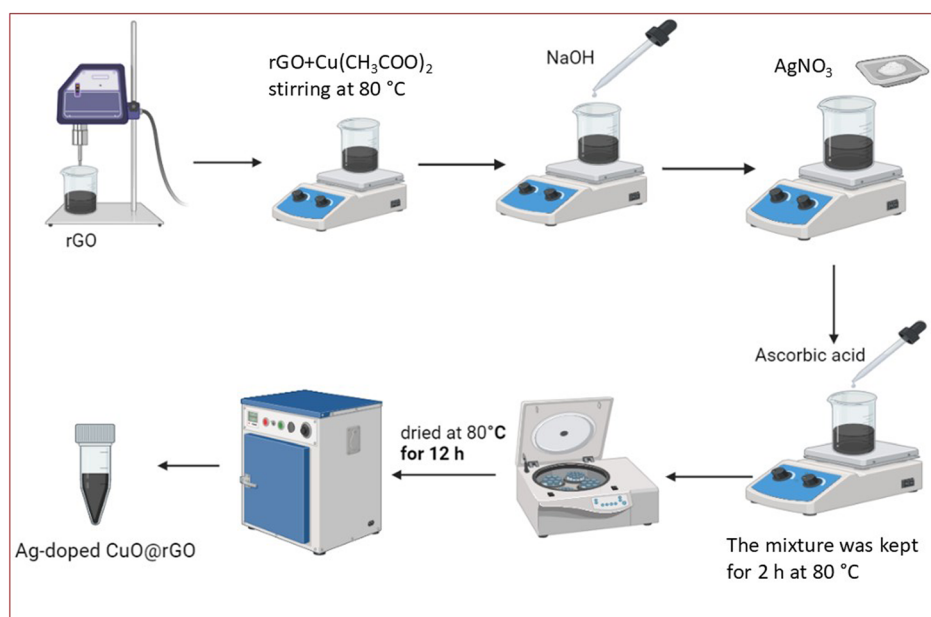 rGO
rGO+Cu(CH₃COO)₂
stirring at 80 °C
NaOH
AgNO₃
Ascorbic acid
The mixture was kept
for 2 h at 80 °C
dried at 80°C
for 12 h
Ag-doped CuO@rGO